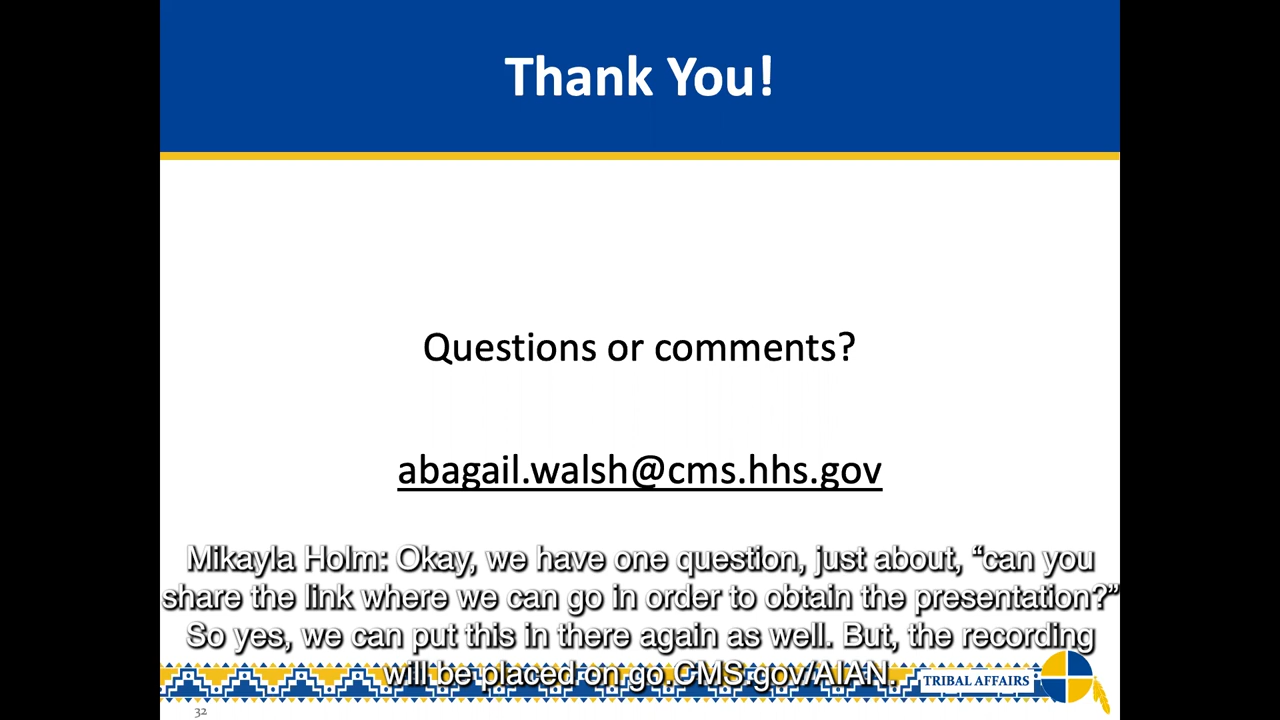 Thank You!
Questions or comments?
abagail.walsh@cms.hhs.gov
Mikayla Holm: Okay, we have one question, just about, “can you
share the link where we can go in order to obtain the presentation?”
So yes, we can put this in there again as well. But, the recording
will be placed on go.CMS.gov/AIAN.
TRIBAL AFFAIRS
32